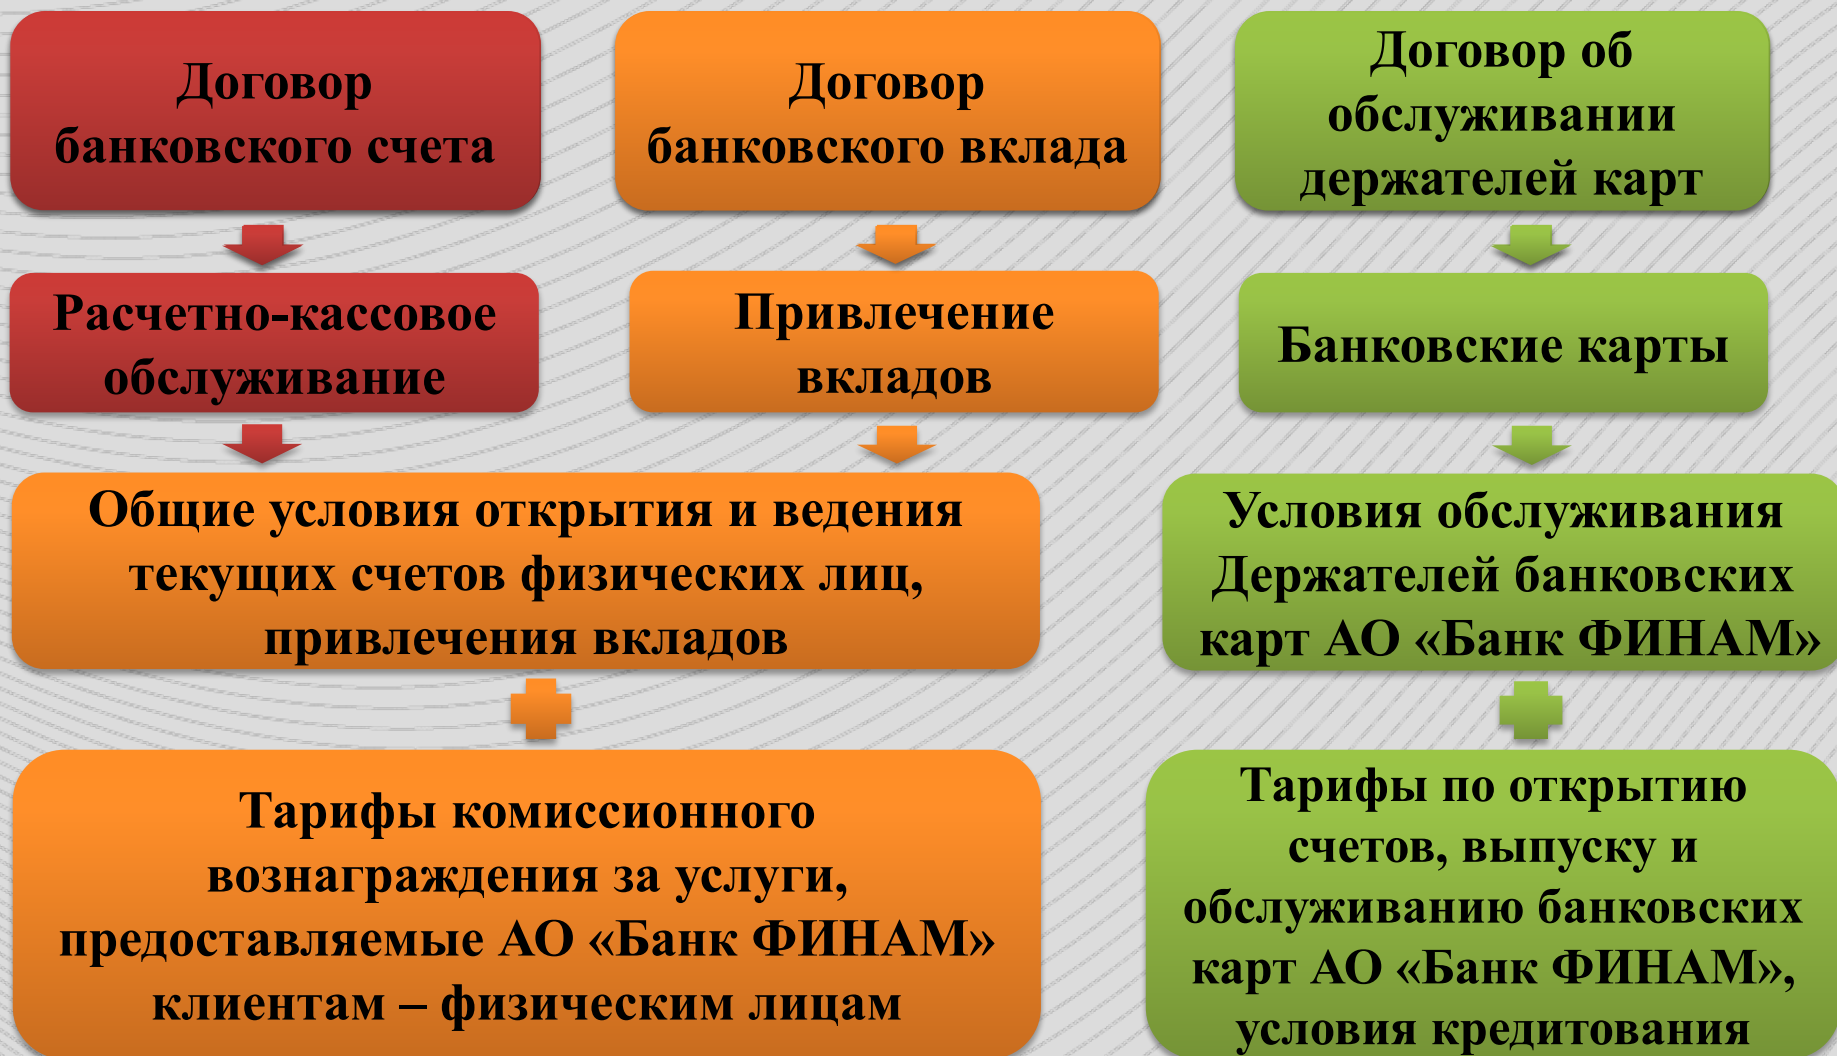 Договор
банковского счета
Договор
банковского вклада
Договор об
обслуживании
держателей карт
Расчетно-кассовое
обслуживание
Привлечение
вкладов
Банковские карты
Общие условия открытия и ведения
текущих счетов физических лиц,
привлечения вкладов
Условия обслуживания
Держателей банковских
карт АО «Банк ФИНАМ»
Тарифы комиссионного
вознаграждения за услуги,
предоставляемые АО «Банк ФИНАМ»
клиентам – физическим лицам
Тарифы по открытию
счетов, выпуску и
обслуживанию банковских
карт АО «Банк ФИНАМ»,
условия кредитования